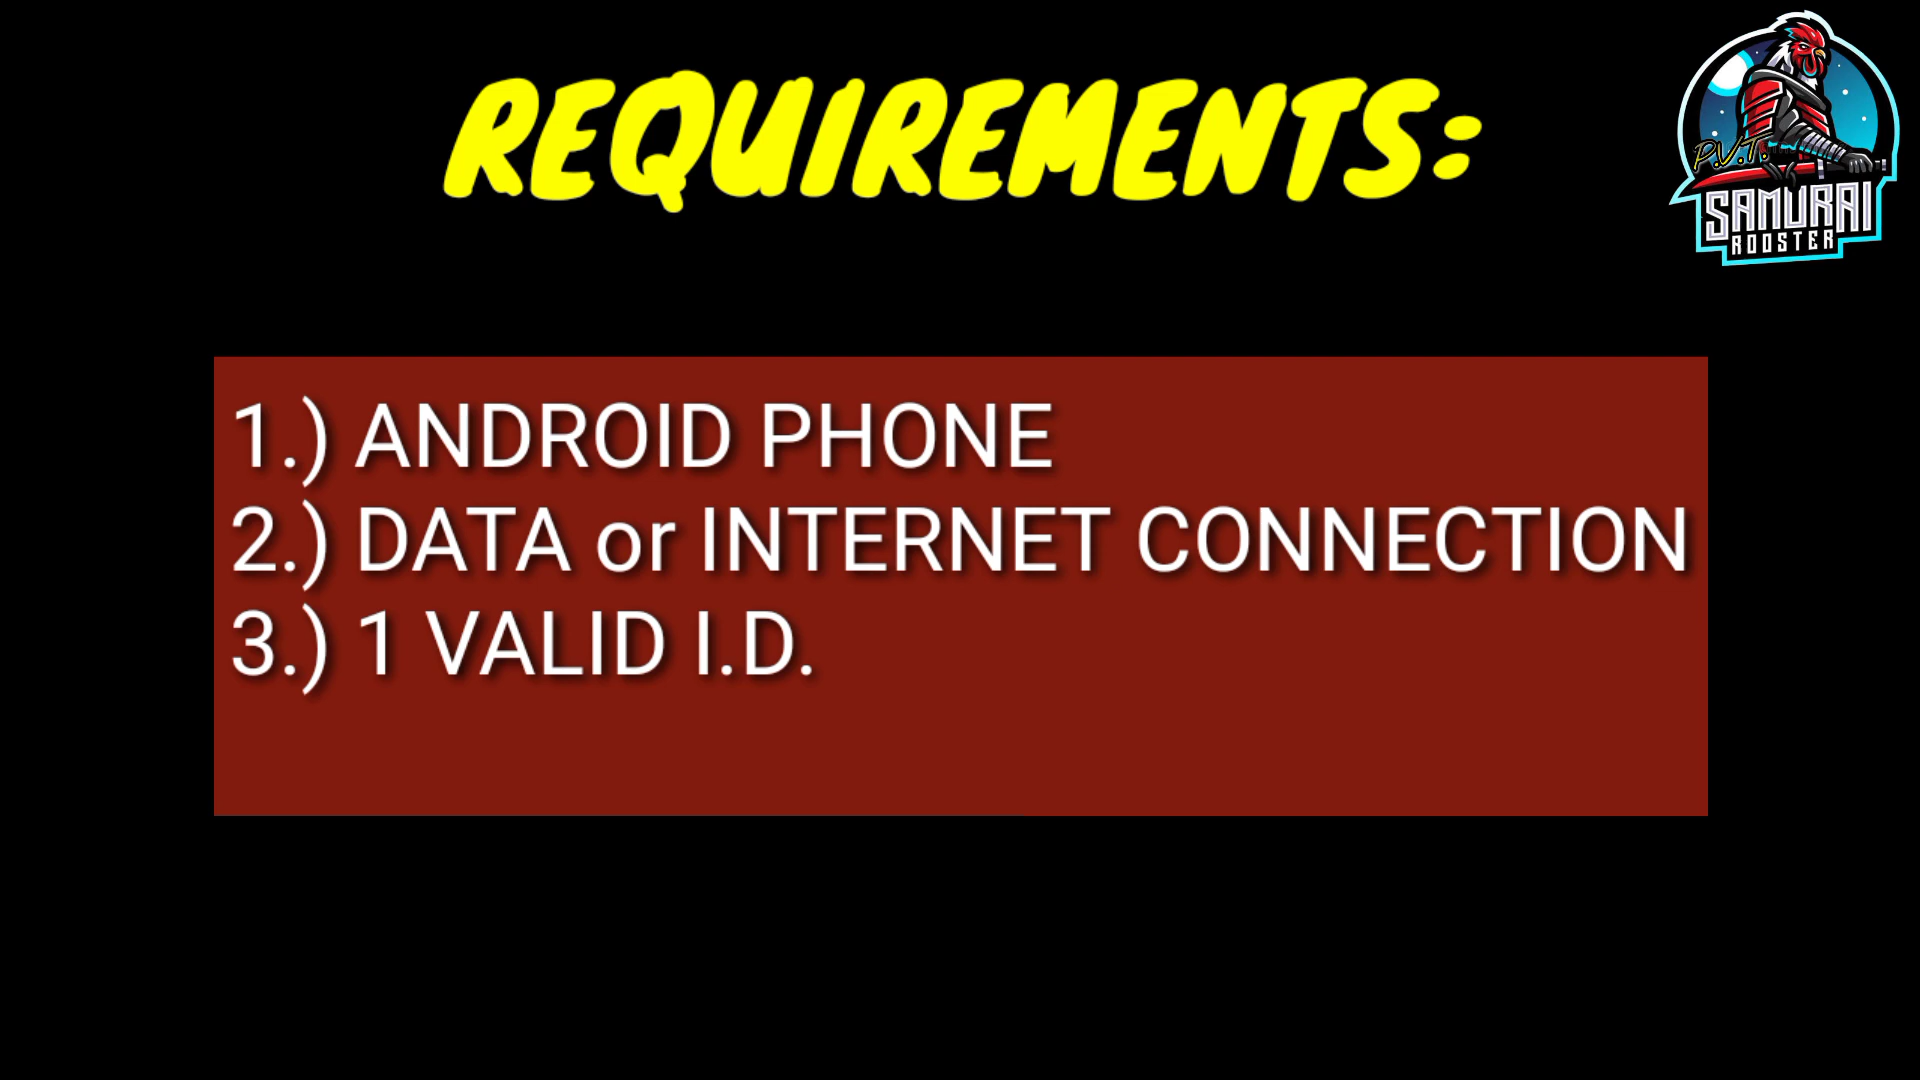 REQUIREMENTS:
P.V.T.
SAMURAI
ROOSTER
1.) ANDROID PHONE
2.) DATA or INTERNET CONNECTION
3.) 1 VALID I.D.